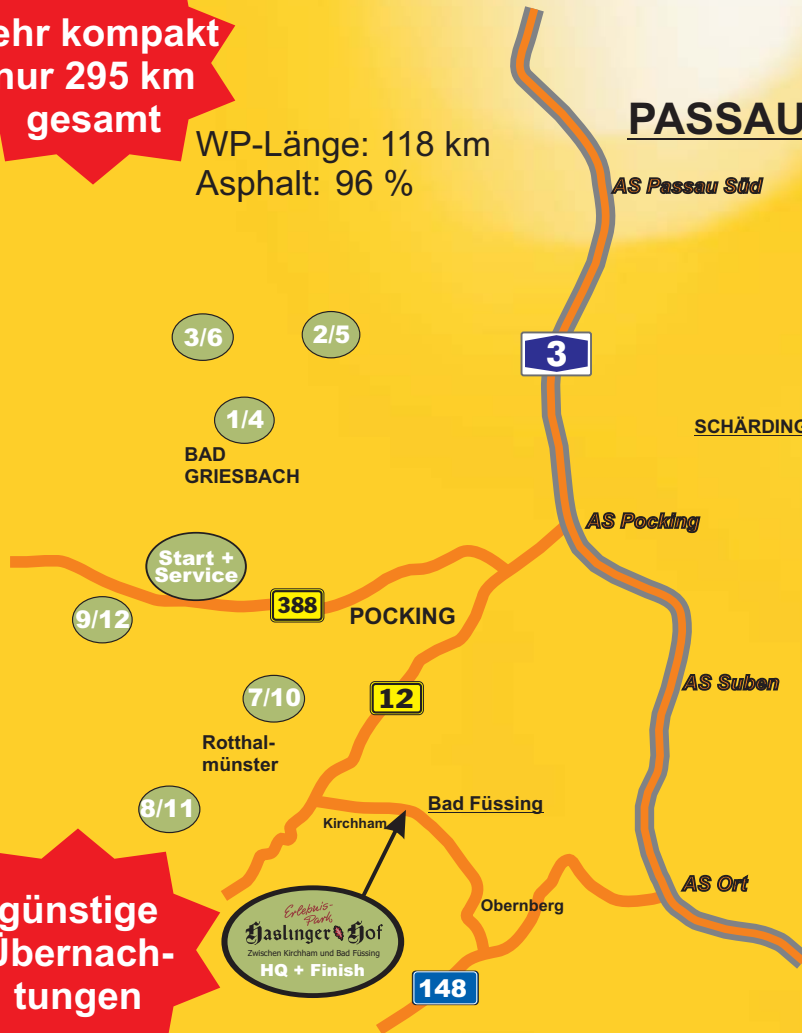 ehr kompakt
nur 295 km
gesamt
WP-Länge: 118 km
Asphalt: 96 %
PASSAU
AS Passau Süd
3/6
2/5
3
1/4
BAD
GRIESBACH
SCHÄRDING
AS Pocking
Start +
Service
388
POCKING
9/12
AS Suben
7/10
12
Rotthal-
münster
8/11
Bad Füssing
Kirchham
AS Ort
Obernberg
günstige
Übernach-
tungen
Erlebnis-
Park
Haslinger Hof
Zwischen Kirchham und Bad Füssing
HQ + Finish
148